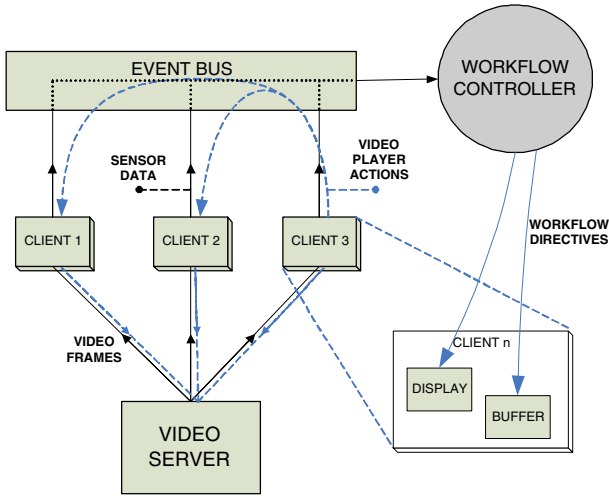 EVENT BUS
WORKFLOW
CONTROLLER
SENSOR
DATA
VIDEO
PLAYER
ACTIONS
CLIENT 1
CLIENT 2
CLIENT 3
WORKFLOW
DIRECTIVES
VIDEO
FRAMES
CLIENT n
DISPLAY
BUFFER
VIDEO
SERVER